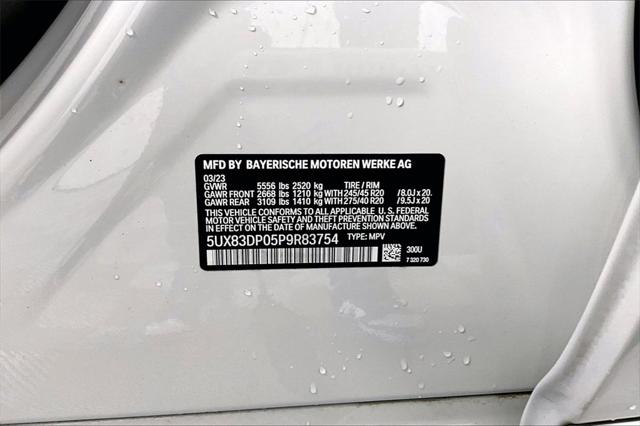 MFD BY BAYERISCHE MOTOREN WERKE AG
03/23
GVWR 5556 lbs 2520 kg TIRE / RIM
GAWR FRONT 2668 lbs 1210 kg WITH 245/45 R20 /8.0J x 20.
GAWR REAR 3109 lbs 1410 kg WITH 275/40 R20 /9.5J x 20
THIS VEHICLE CONFORMS TO ALL APPLICABLE U.S. FEDERAL
MOTOR VEHICLE SAFETY AND THEFT PREVENTION STANDARDS
IN EFFECT ON THE DATE OF MANUFACTURE SHOWN ABOVE.
5UX83DP05P9R83754 TYPE: MPV
300U
7 320 730